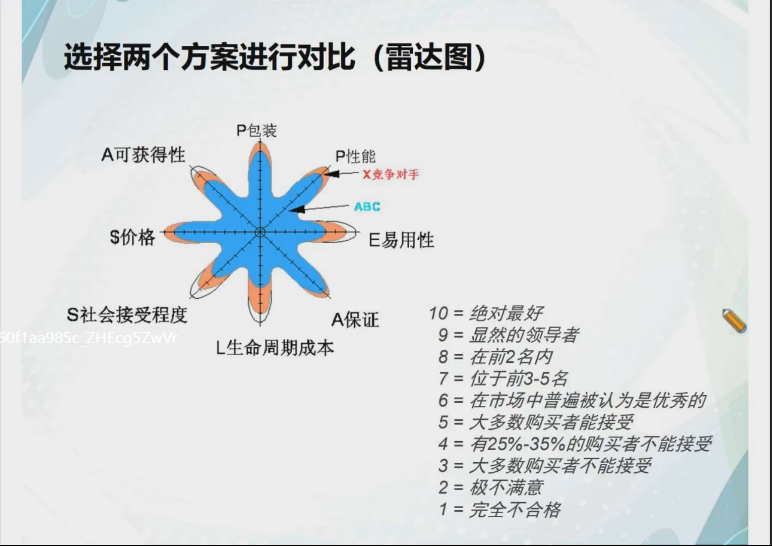 选择两个方案进行对比（雷达图）
P包装
A可获得性
P性能
X竞争对手
ABC
$价格
E易用性
S社会接受程度
A保证
L生命周期成本
60f1aa985c_ZHEcg5ZwVr
10 = 绝对最好
9 = 显然的领导者
8 = 在前2名内
7 = 位于前3-5名
6 = 在市场中普遍被认为是优秀的
5 = 大多数购买者能接受
4 = 有25%-35%的购买者不能接受
3 = 大多数购买者不能接受
2 = 极不满意
1 = 完全不合格